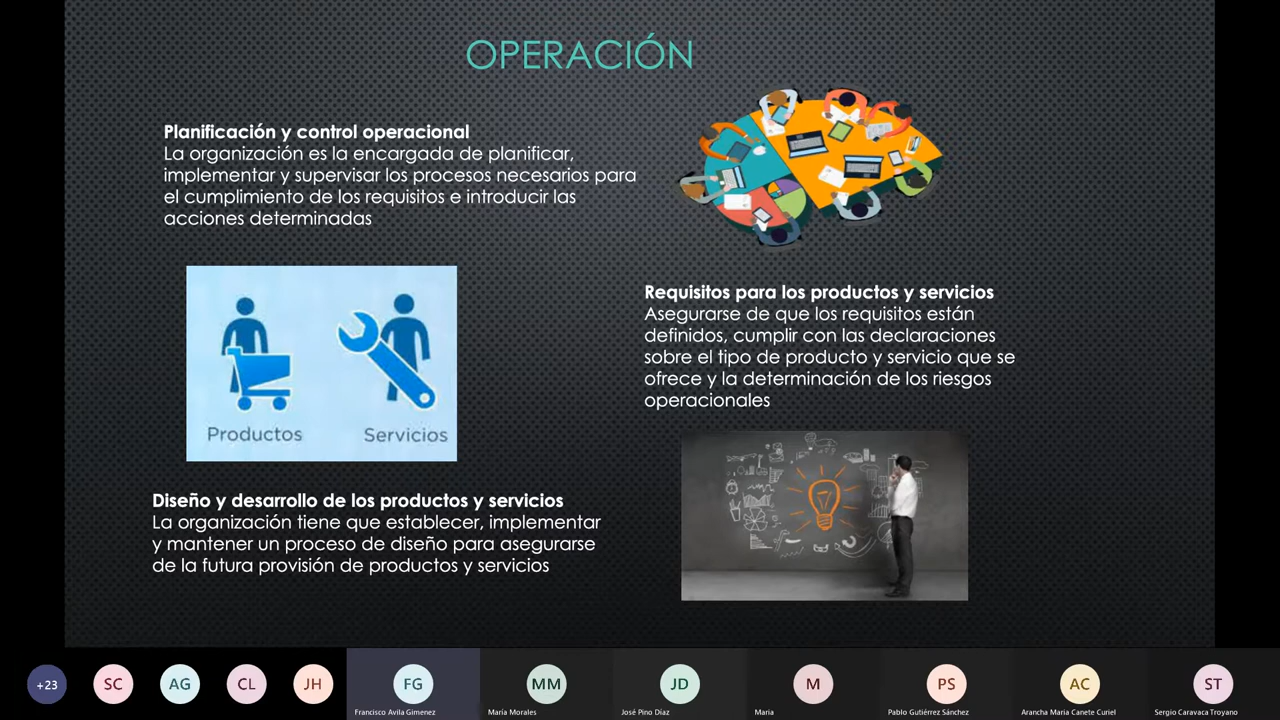 OPERACIÓN
Planificación y control operacional
La organización es la encargada de planificar,
implementar y supervisar los procesos necesarios para
el cumplimiento de los requisitos e introducir las
acciones determinadas
Productos
Servicios
Requisitos para los productos y servicios
Asegurarse de que los requisitos están
definidos, cumplir con las declaraciones
sobre el tipo de producto y servicio que se
ofrece y la determinación de los riesgos
operacionales
Diseño y desarrollo de los productos y servicios
La organización tiene que establecer, implementar
y mantener un proceso de diseño para asegurarse
de la futura provisión de productos y servicios
+23
SC
AG
CL
JH
FG
Francisco Avila Gimenez
MM
María Morales
JD
José Pino Díaz
M
Maria
PS
Pablo Gutiérrez Sánchez
AC
Arancha Maria Canete Curiel
ST
Sergio Caravaca Troyano